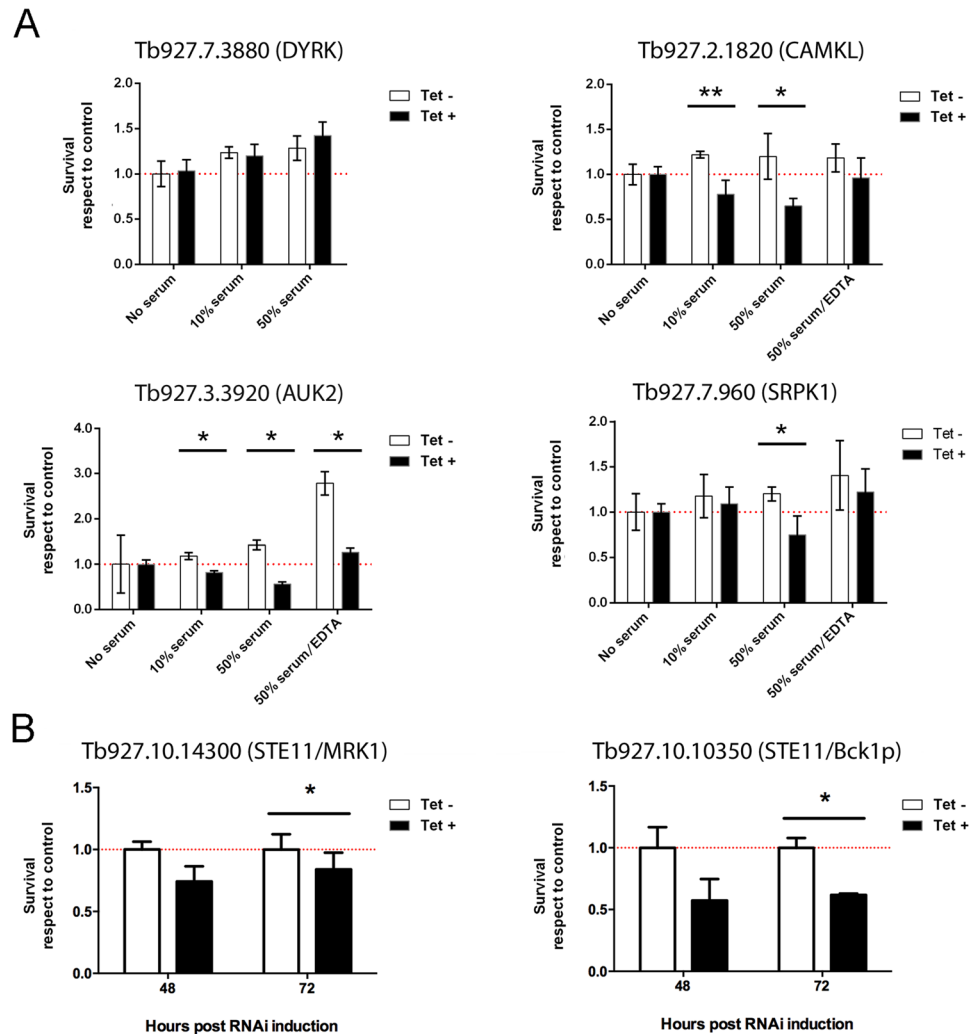 A
Tb927.7.3880 (DYRK)
Survival
respect to control
2.0
1.5
1.0
0.5
0.0
No serum
10% serum
50% serum
Tet -
Tet +
Tb927.2.1820 (CAMKL)
Survival
respect to control
2.0
1.5
1.0
0.5
0.0
**
*
No serum
10% serum
50% serum
50% serum/EDTA
Tet -
Tet +
Tb927.3.3920 (AUK2)
Survival
respect to control
4.0
3.0
2.0
1.0
0.0
*
*
*
No serum
10% serum
50% serum
50% serum/EDTA
Tet -
Tet +
Tb927.7.960 (SRPK1)
Survival
respect to control
2.0
1.5
1.0
0.5
0.0
*
No serum
10% serum
50% serum
50% serum/EDTA
Tet -
Tet +
B
Tb927.10.14300 (STE11/MRK1)
Survival
respect to control
1.5
1.0
0.5
0.0
*
48
72
Hours post RNAi induction
Tet -
Tet +
Tb927.10.10350 (STE11/Bck1p)
Survival
respect to control
1.5
1.0
0.5
0.0
*
48
72
Hours post RNAi induction
Tet -
Tet +